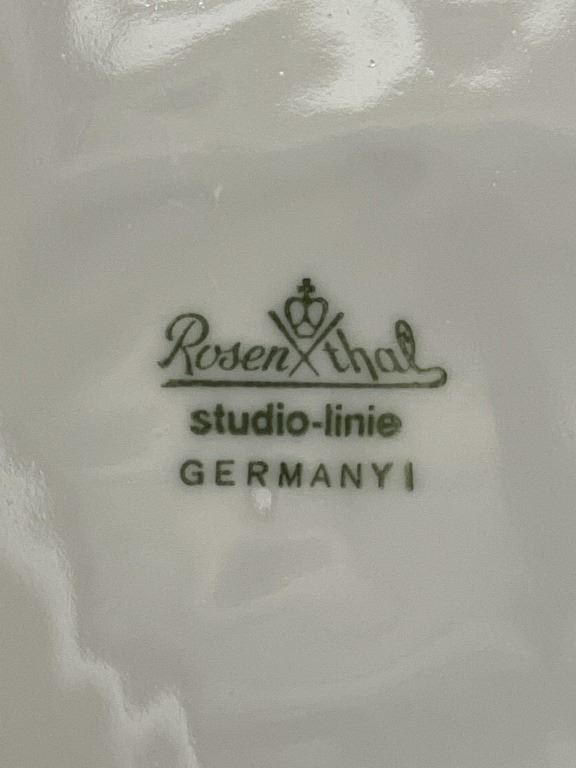 Rosenthal
studio-linie
GERMANY I